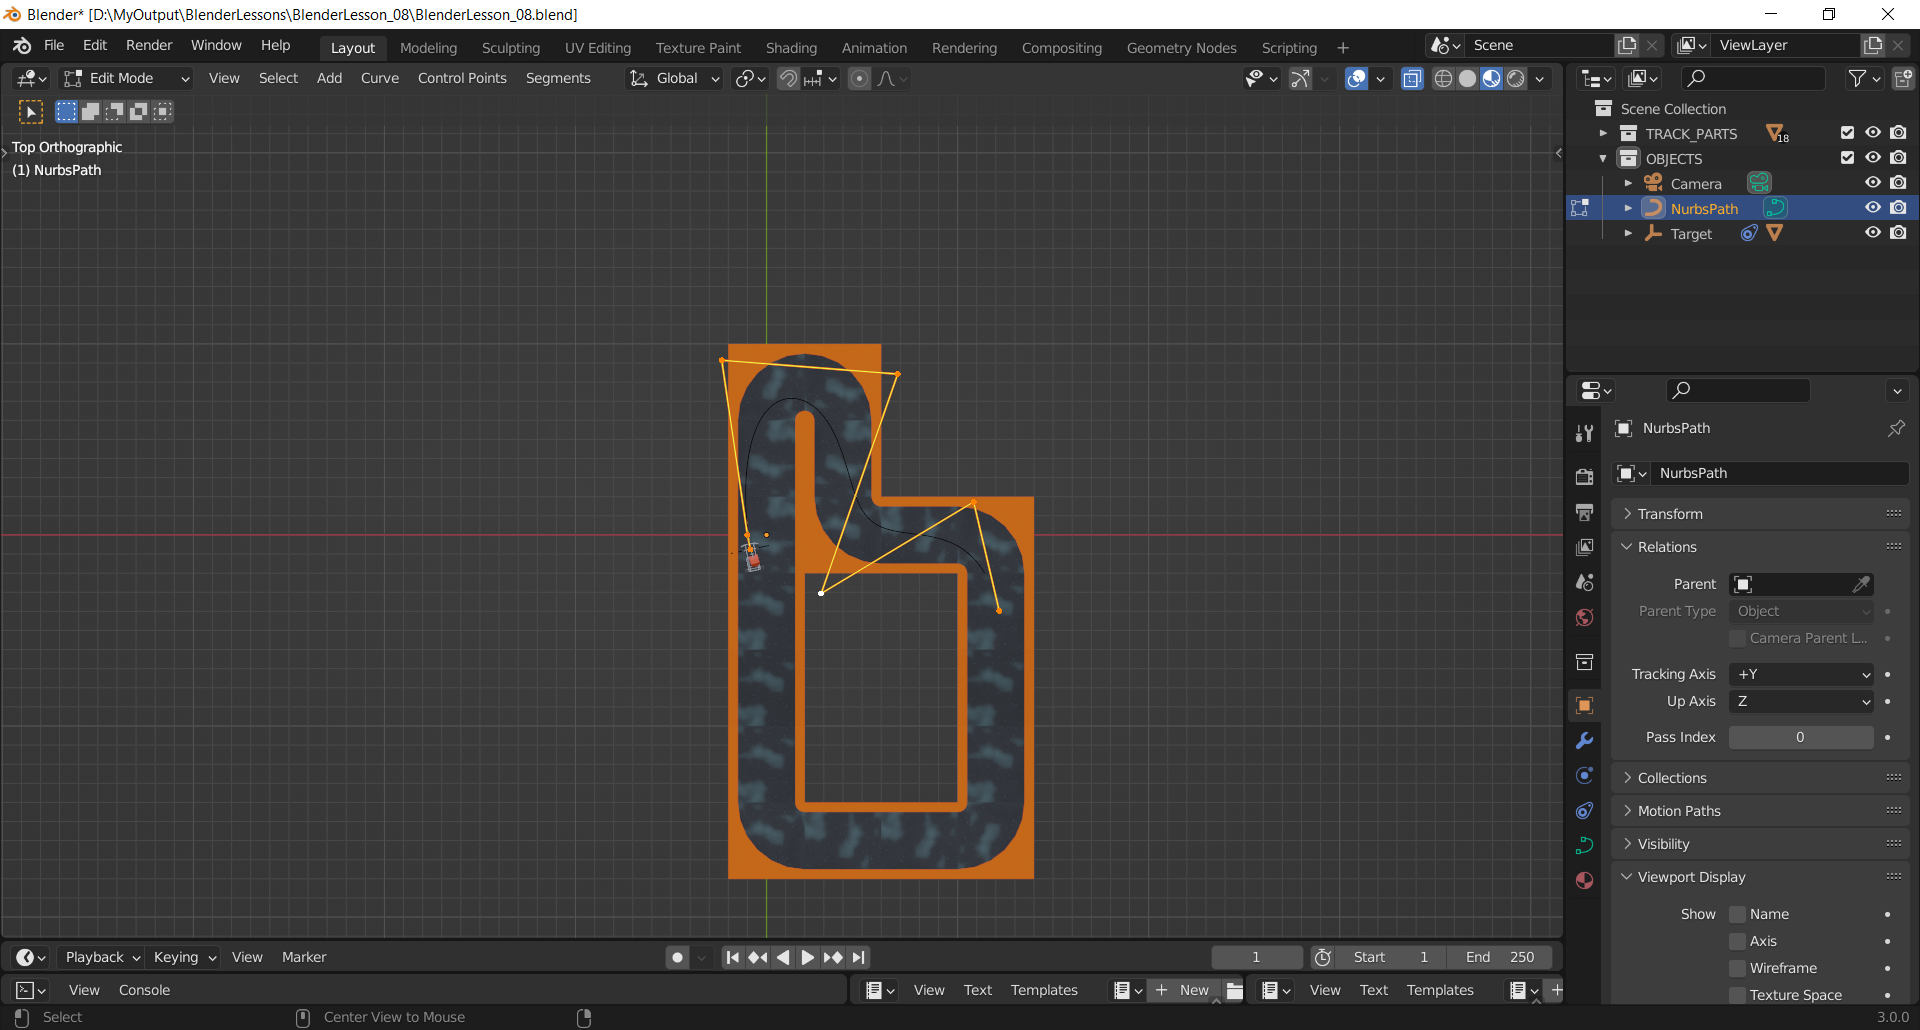 Blender* [D:\MyOutput\BlenderLessons\BlenderLesson_08\BlenderLesson_08.blend]
File Edit Render Window Help Layout Modeling Sculpting UV Editing Texture Paint Shading Animation Rendering Compositing Geometry Nodes Scripting + Scene ViewLayer
Edit Mode View Select Add Curve Control Points Segments Global
Top Orthographic
(1) NurbsPath
Scene Collection
TRACK_PARTS 18
OBJECTS
Camera
NurbsPath
Target
NurbsPath
NurbsPath
Transform
Relations
Parent
Parent Type Object
Camera Parent L...
Tracking Axis +Y
Up Axis Z
Pass Index 0
Collections
Motion Paths
Visibility
Viewport Display
Show Name
Axis
Wireframe
Texture Space
Playback Keying View Marker 1 Start 1 End 250
View Console View Text Templates + New View Text Templates +
Select Center View to Mouse 3.0.0